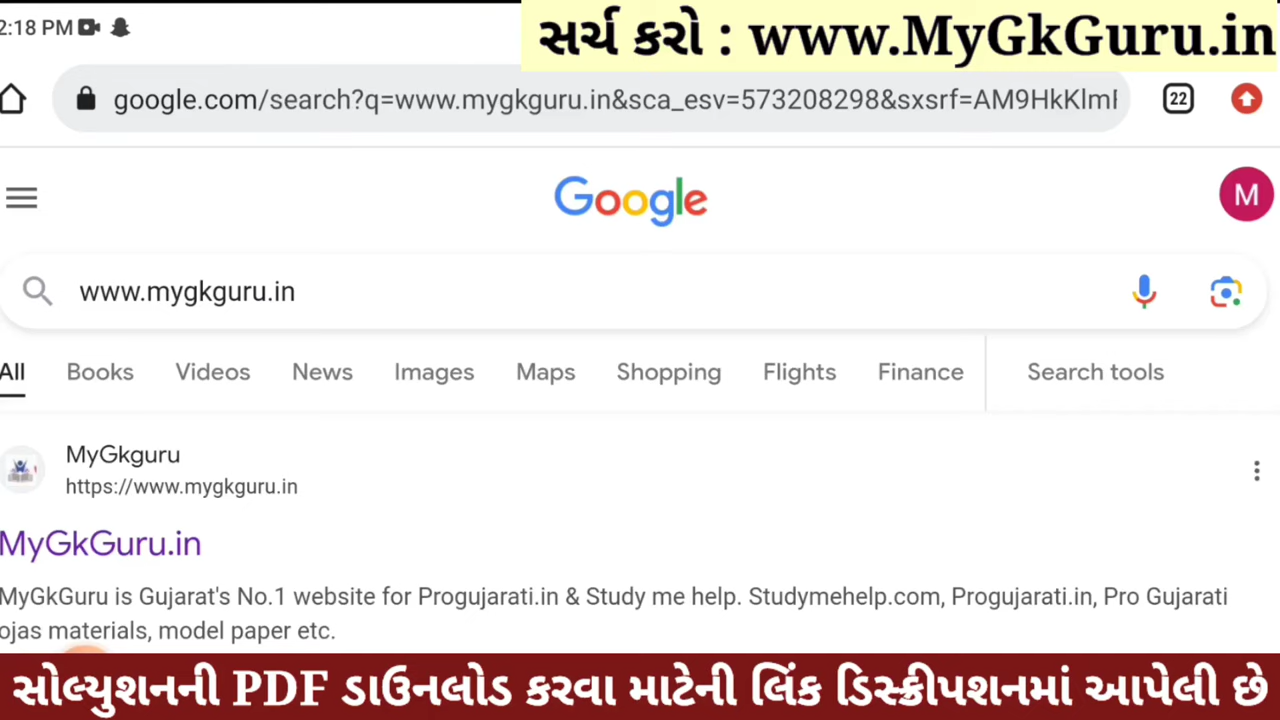 2:18 PM
સર્ચ કરો : www.MyGkGuru.in
google.com/search?q=www.mygkguru.in&sca_esv=573208298&sxsrf=AM9HkKlm
22
Google
M
www.mygkguru.in
All Books Videos News Images Maps Shopping Flights Finance Search tools
MyGkguru
https://www.mygkguru.in
MyGkGuru.in
MyGkGuru is Gujarat's No.1 website for Progujarati.in & Study me help. Studymehelp.com, Progujarati.in, Pro Gujarati
ojas materials, model paper etc.
સોલ્યુશનની PDF ડાઉનલોડ કરવા માટેની લિંક ડિસ્ક્રીપશનમાં આપેલી છે